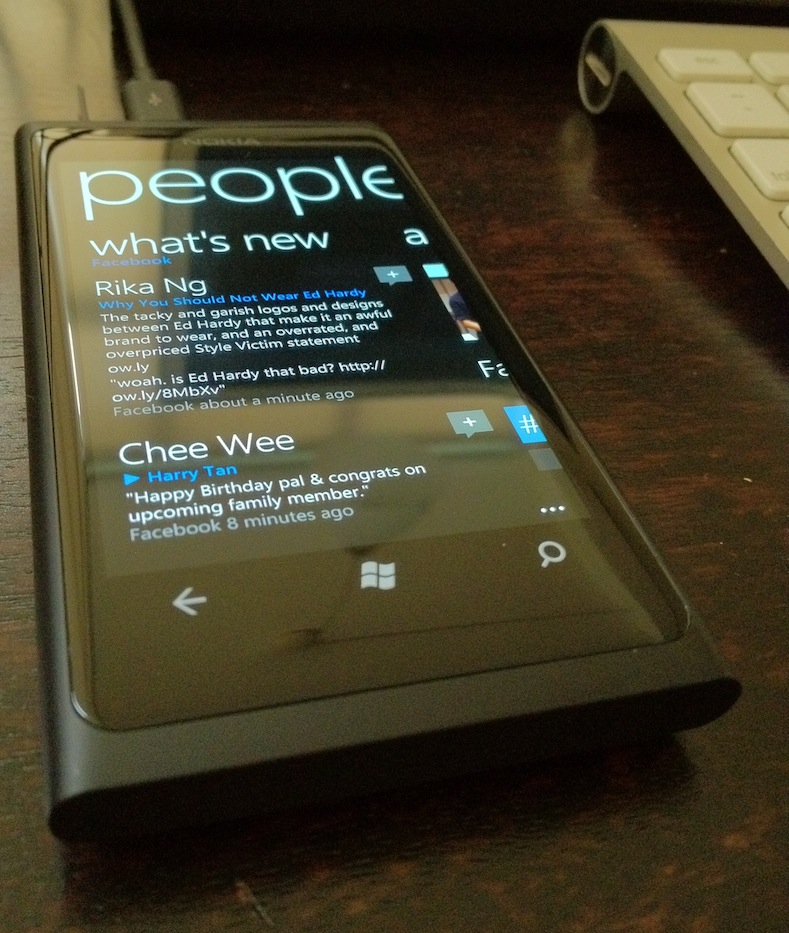 NOKIA
people
what's new
a
Facebook
Rika Ng
Why You Should Not Wear Ed Hardy
The tacky and garish logos and designs
between Ed Hardy that make it an awful
brand to wear, and an overrated, and
overpriced Style Victim statement
ow.ly
"woah. is Ed Hardy that bad? http://
ow.ly/8MbXv"
Facebook about a minute ago
Fa
Chee Wee
Harry Tan
"Happy Birthday pal & congrats on
upcoming family member."
Facebook 8 minutes ago
#
...
esc